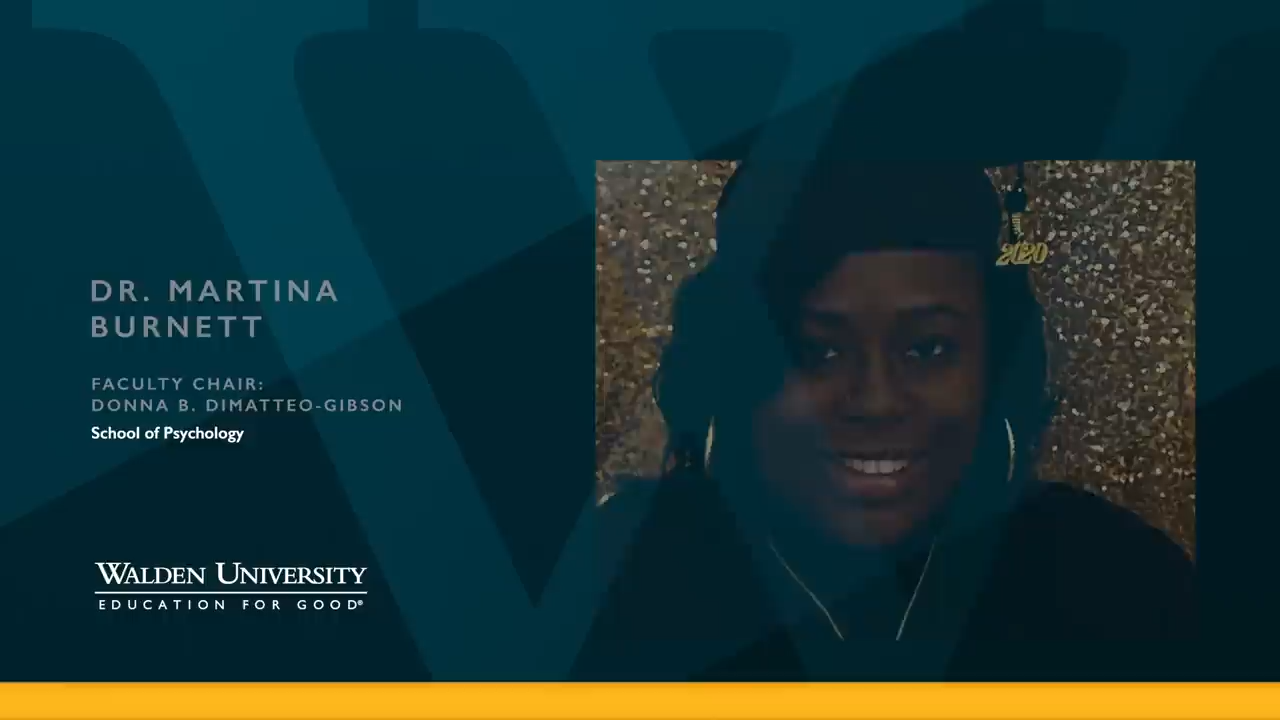 DR. MARTINA
BURNETT
FACULTY CHAIR:
DONNA B. DIMATTEO-GIBSON
School of Psychology
WALDEN UNIVERSITY
EDUCATION FOR GOOD®
2020